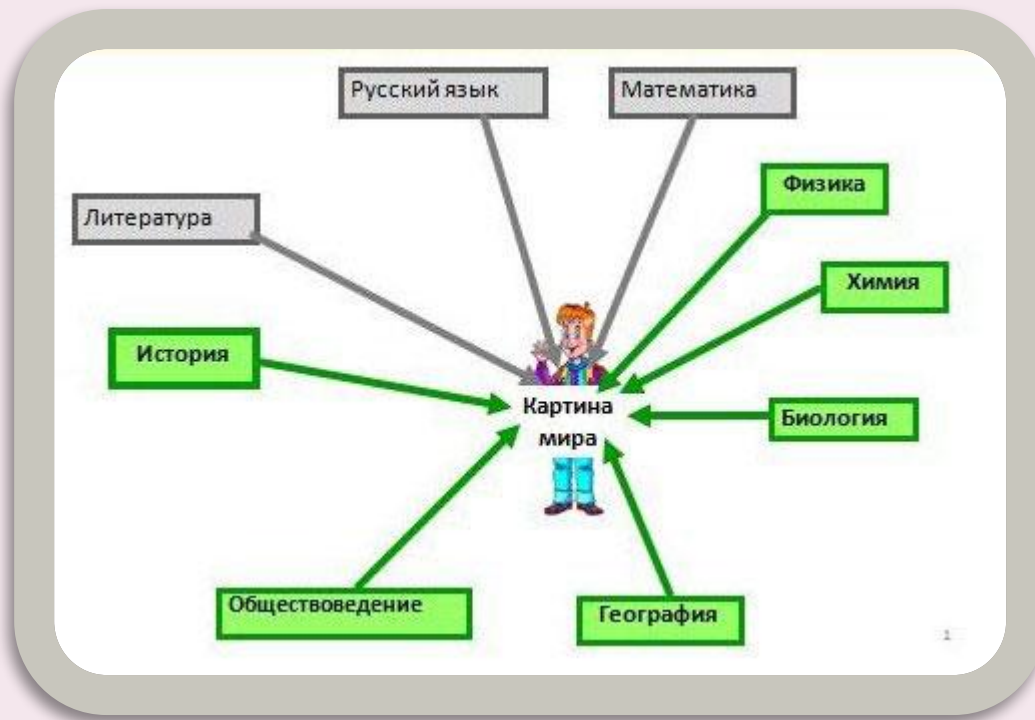 Русский язык
Математика
Физика
Литература
Химия
История
Картина
мира
Биология
Обществоведение
География
1